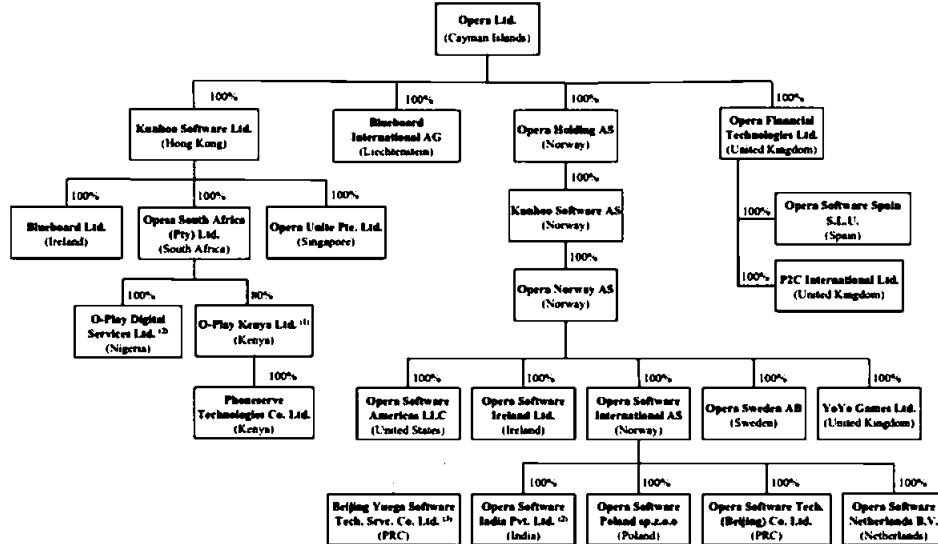 Opera Ltd.
(Cayman Islands)
100%
100%
100%
100%
Kunhoo Software Ltd.
(Hong Kong)
Blueboard
International AG
(Liechtenstein)
Opera Holding AS
(Norway)
Opera Financial
Technologies Ltd.
(United Kingdom)
100%
100%
100%
Blueboard Ltd.
(Ireland)
Opera South Africa
(Pty) Ltd.
(South Africa)
Opera Unite Pte. Ltd.
(Singapore)
100%
Kunhoo Software AS
(Norway)
100%
Opera Software Spain
S.L.U.
(Spain)
100%
Opera Norway AS
(Norway)
100%
P2C International Ltd.
(United Kingdom)
100%
80%
O-Play Digital
Services Ltd. (2)
(Nigeria)
O-Play Kenya Ltd. (1)
(Kenya)
100%
Phoneserve
Technologies Co. Ltd.
(Kenya)
100%
100%
100%
100%
100%
Opera Software
Americas LLC
(United States)
Opera Software
Ireland Ltd.
(Ireland)
Opera Software
International AS
(Norway)
Opera Sweden AB
(Sweden)
YoYo Games Ltd.
(United Kingdom)
100%
100%
100%
100%
Beijing Yuega Software
Tech. Srvc. Co. Ltd. (3)
(PRC)
Opera Software
India Pvt. Ltd. (2)
(India)
Opera Software
Poland sp.z.o.o
(Poland)
Opera Software Tech.
(Beijing) Co. Ltd.
(PRC)
Opera Software
Netherlands B.V.
(Netherlands)